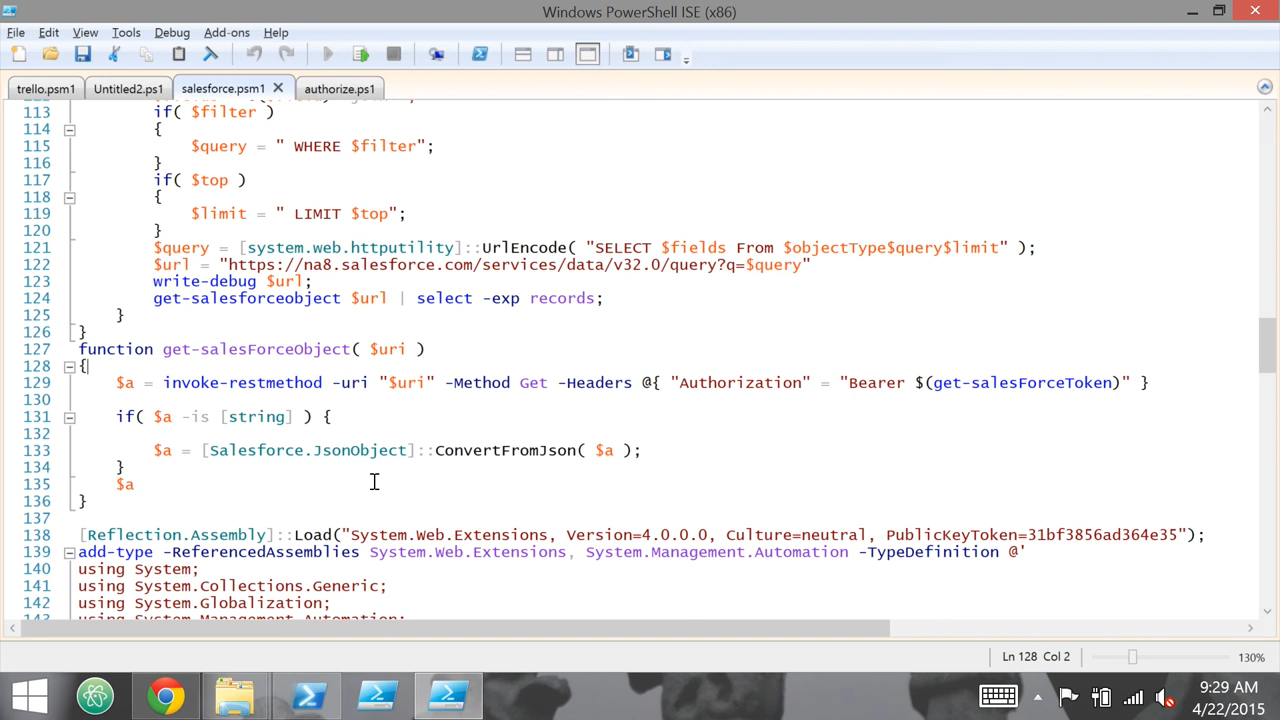 Windows PowerShell ISE (x86)
File Edit View Tools Debug Add-ons Help
trello.psm1 Untitled2.ps1 salesforce.psm1 authorize.ps1
113 if( $filter )
114 {
115 $query = " WHERE $filter";
116 }
117 if( $top )
118 {
119 $limit = " LIMIT $top";
120 }
121 $query = [system.web.httputility]::UrlEncode( "SELECT $fields From $objectType$query$limit" );
122 $url = "https://na8.salesforce.com/services/data/v32.0/query?q=$query"
123 write-debug $url;
124 get-salesforceobject $url | select -exp records;
125 }
126 }
127 function get-salesForceObject( $uri )
128 {
129 $a = invoke-restmethod -uri "$uri" -Method Get -Headers @{ "Authorization" = "Bearer $(get-salesForceToken)" }
130
131 if( $a -is [string] ) {
132
133 $a = [Salesforce.JsonObject]::ConvertFromJson( $a );
134 }
135 $a
136 }
137
138 [Reflection.Assembly]::Load("System.Web.Extensions, Version=4.0.0.0, Culture=neutral, PublicKeyToken=31bf3856ad364e35");
139 add-type -ReferencedAssemblies System.Web.Extensions, System.Management.Automation -TypeDefinition @'
140 using System;
141 using System.Collections.Generic;
142 using System.Globalization;
143 using System.Management.Automation;
Ln 128 Col 2 130%
9:29 AM
4/22/2015